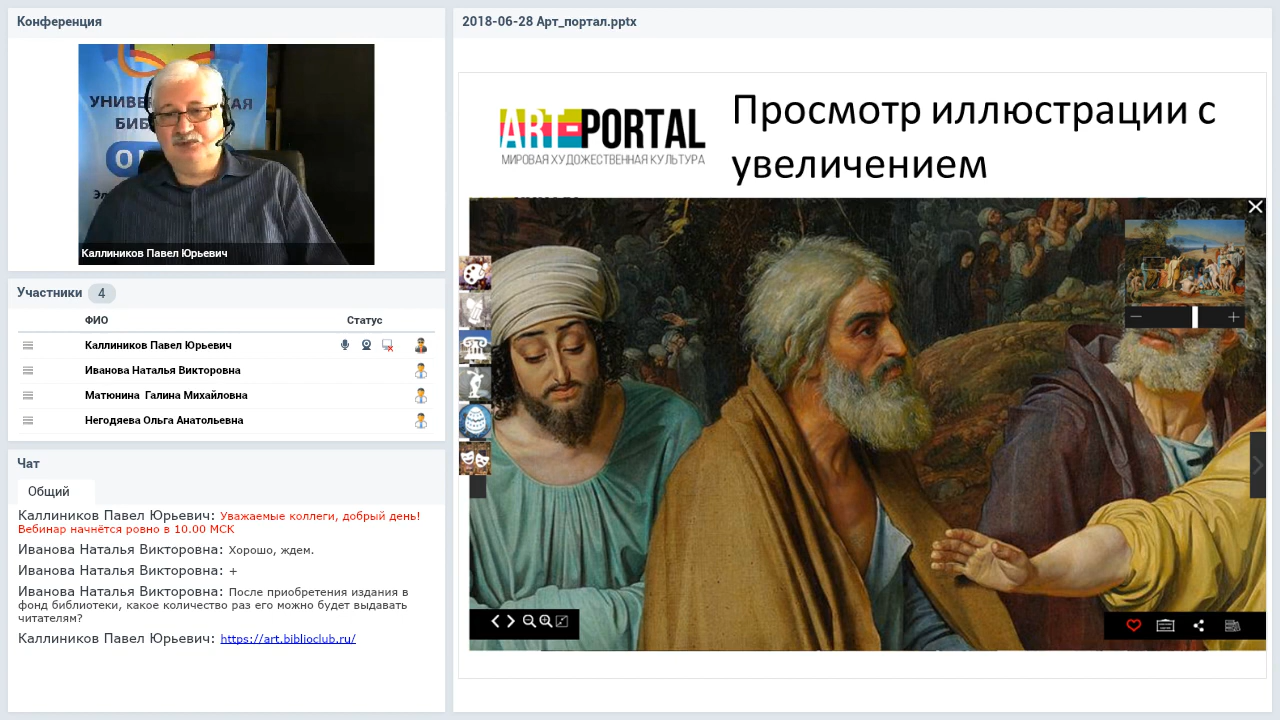 Конференция
УНИВЕ
КАЯ
БИБ
Каллиников Павел Юрьевич
Участники 4
ФИО Статус
Каллиников Павел Юрьевич
Иванова Наталья Викторовна
Матюнина Галина Михайловна
Негодяева Ольга Анатольевна
Чат
Общий
Каллиников Павел Юрьевич: Уважаемые коллеги, добрый день!
Вебинар начнётся ровно в 10.00 МСК
Иванова Наталья Викторовна: Хорошо, ждем.
Иванова Наталья Викторовна: +
Иванова Наталья Викторовна: После приобретения издания в
фонд библиотеки, какое количество раз его можно будет выдавать
читателям?
Каллиников Павел Юрьевич: https://art.biblioclub.ru/
2018-06-28 Арт_портал.pptx
ART-PORTAL
МИРОВАЯ ХУДОЖЕСТВЕННАЯ КУЛЬТУРА
Просмотр иллюстрации с
увеличением